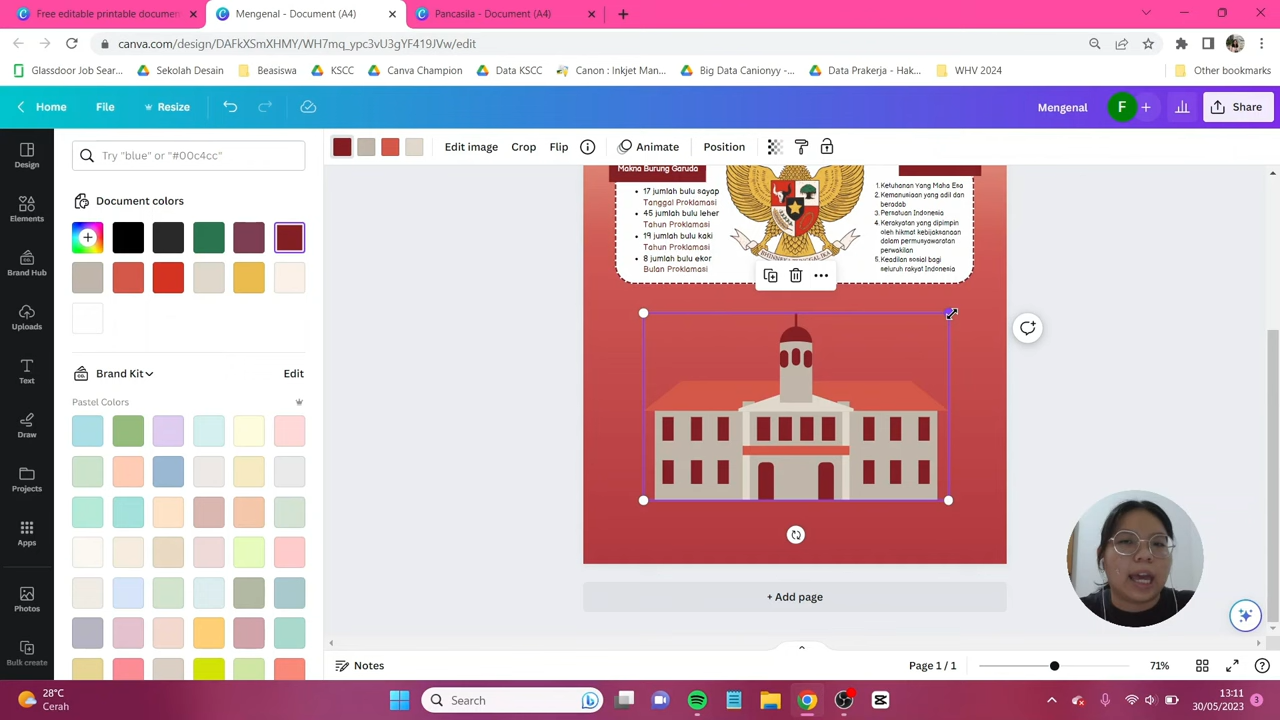 Free editable printable documen
Mengenal - Document (A4)
Pancasila - Document (A4)
canva.com/design/DAFkXSmXHMY/WH7mq_ypc3vU3gYF419JVw/edit
Glassdoor Job Sear...
Sekolah Desain
Beasiswa
KSCC
Canva Champion
Data KSCC
Canon : Inkjet Man...
Big Data Canionyy -...
Data Prakerja - Hak...
WHV 2024
Other bookmarks
Home
File
Resize
Mengenal
F
Share
Design
Elements
Brand Hub
Uploads
Text
Draw
Projects
Apps
Photos
Bulk create
Try "blue" or "#00c4cc"
Document colors
Brand Kit
Edit
Pastel Colors
Edit image
Crop
Flip
Animate
Position
Makna Burung Garuda
17 jumlah bulu sayap
Tanggal Proklamasi
45 jumlah bulu leher
Tahun Proklamasi
19 jumlah bulu kaki
Tahun Proklamasi
8 jumlah bulu ekor
Bulan Proklamasi
1. Ketuhanan Yang Maha Esa
2. Kemanusiaan yang adil dan
beradab
3. Persatuan Indonesia
4. Kerakyatan yang dipimpin
oleh hikmat kebijaksanaan
dalam permusyawaratan
perwakilan
5. Keadilan sosial bagi
seluruh rakyat Indonesia
+ Add page
Notes
Page 1 / 1
71%
28°C
Cerah
Search
13:11
30/05/2023
3